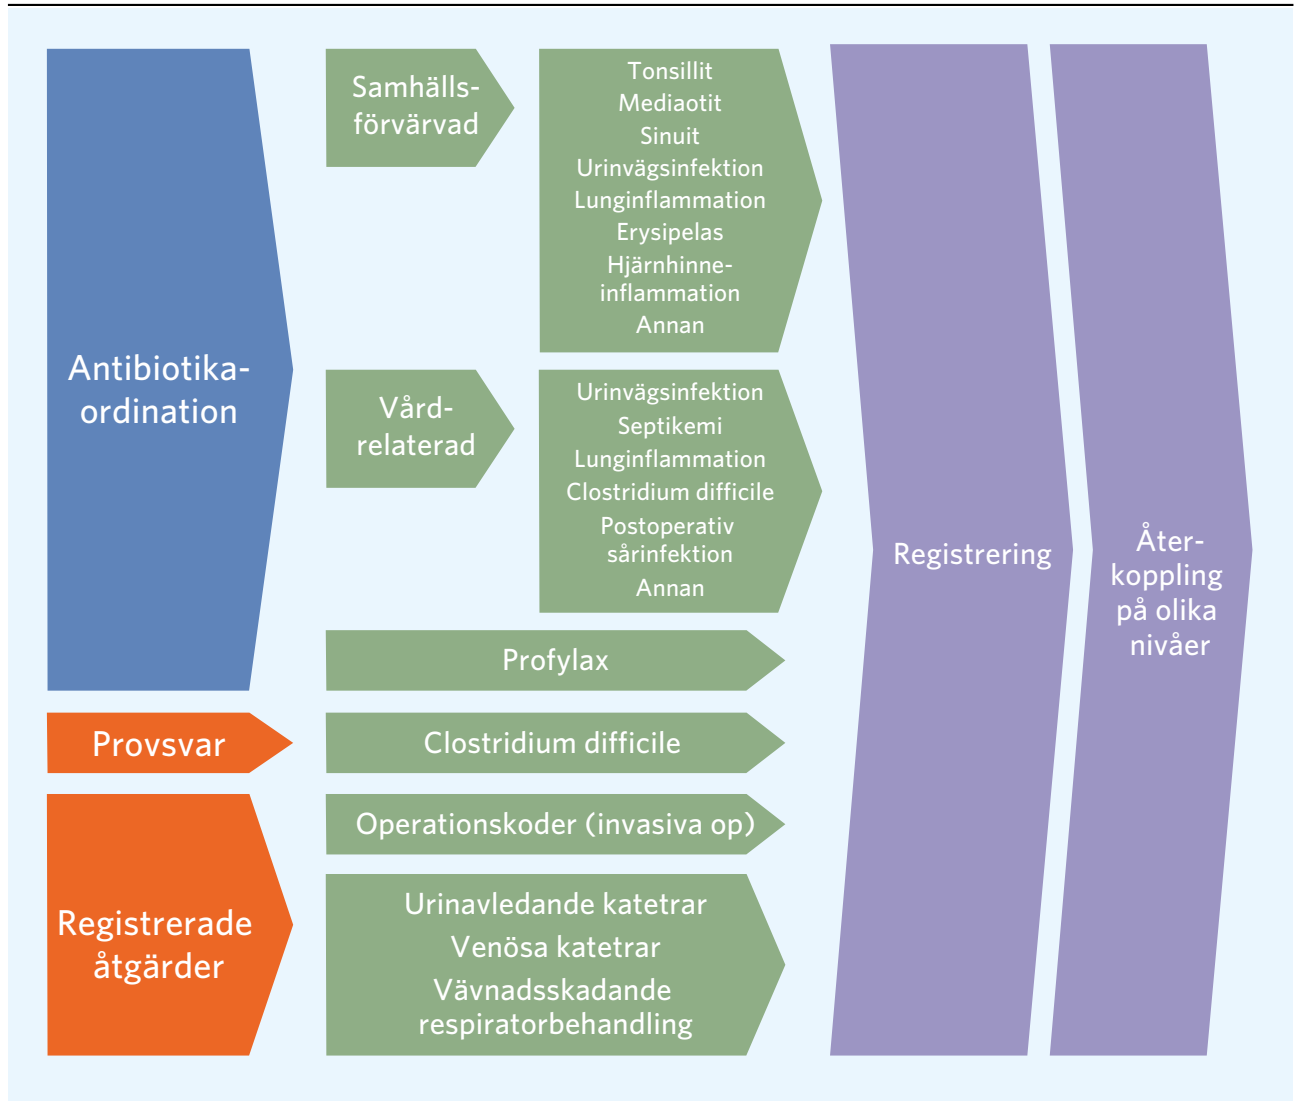 Antibiotika-
ordination
Samhälls-
förvärvad
Tonsillit
Mediaotit
Sinuit
Urinvägsinfektion
Lunginflammation
Erysipelas
Hjärnhinne-
inflammation
Annan
Vård-
relaterad
Urinvägsinfektion
Septikemi
Lunginflammation
Clostridium difficile
Postoperativ
sårinfektion
Annan
Profylax
Provsvar
Clostridium difficile
Registrerade
åtgärder
Operationskoder (invasiva op)
Urinavledande katetrar
Venösa katetrar
Vävnadsskadande
respiratorbehandling
Registrering
Åter-
koppling
på olika
nivåer